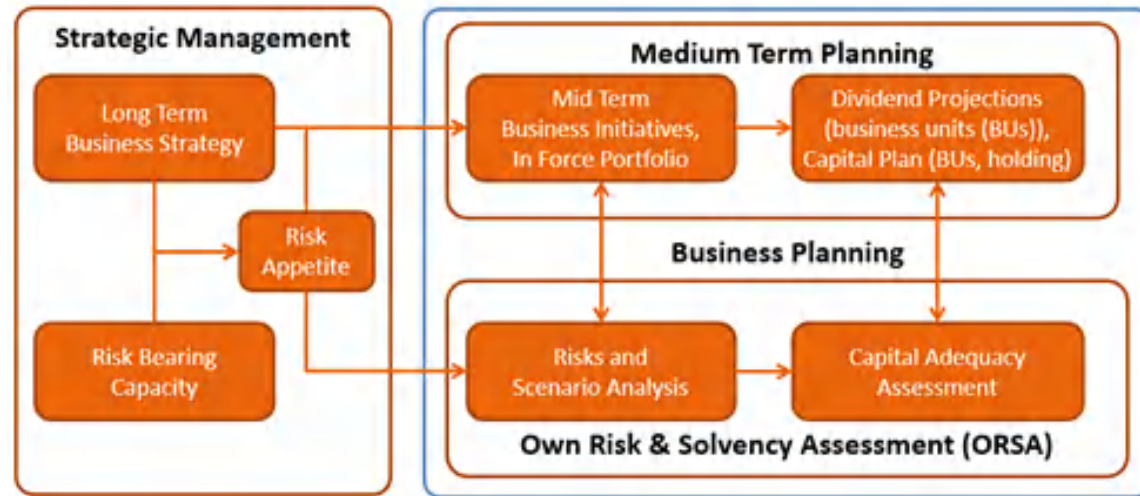 Strategic Management
Long Term
Business Strategy
Risk
Appetite
Risk Bearing
Capacity
Medium Term Planning
Mid Term
Business Initiatives,
In Force Portfolio
Dividend Projections
(business units (BUs)),
Capital Plan (BUs, holding)
Business Planning
Risks and
Scenario Analysis
Capital Adequacy
Assessment
Own Risk & Solvency Assessment (ORSA)